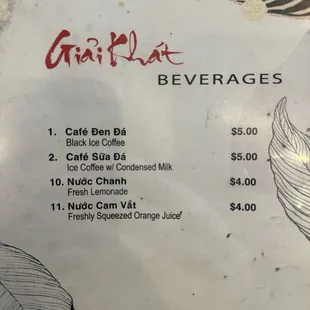 Giải Khát
BEVERAGES
1. Café Đen Đá $5.00
Black Ice Coffee
2. Café Sữa Đá $5.00
Ice Coffee w/ Condensed Milk
10. Nước Chanh $4.00
Fresh Lemonade
11. Nước Cam Vắt $4.00
Freshly Squeezed Orange Juice